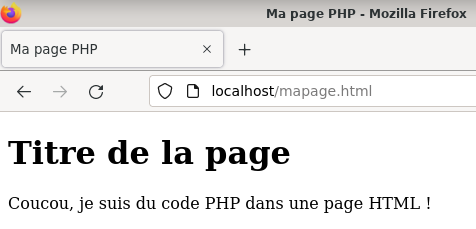 Ma page PHP - Mozilla Firefox
Ma page PHP
localhost/mapage.html
Titre de la page
Coucou, je suis du code PHP dans une page HTML !